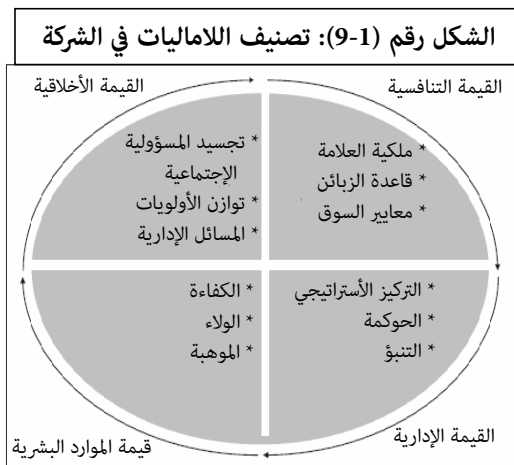 الشكل رقم (1-9): تصنيف اللاماليات في الشركة
القيمة التنافسية
القيمة الأخلاقية
* ملكية العلامة
* قاعدة الزبائن
* معايير السوق
* تجسيد المسؤولية
الإجتماعية
* توازن الأولويات
* المسائل الإدارية
* التركيز الأستراتيجي
* الحوكمة
* التنبؤ
* الكفاءة
* الولاء
* الموهبة
القيمة الإدارية
قيمة الموارد البشرية